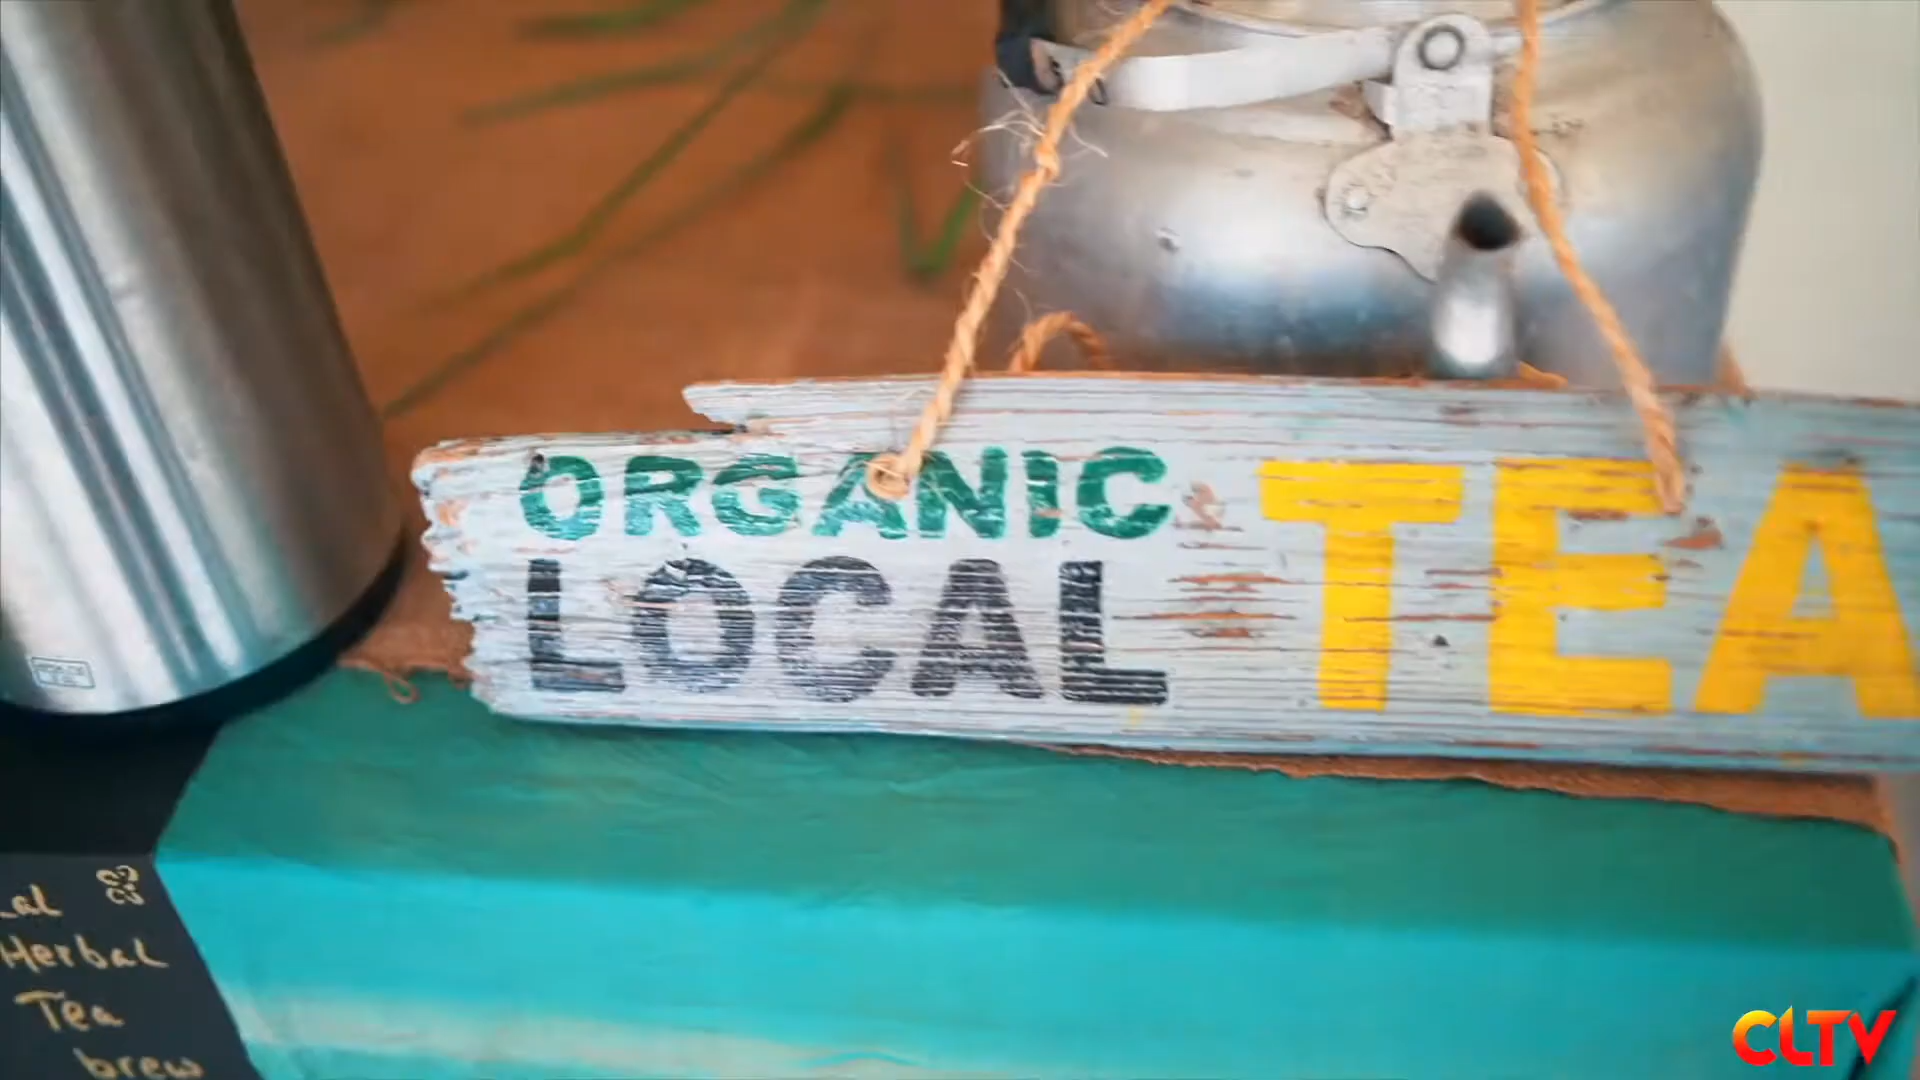 ORGANIC
LOCAL
TEA
Herbal
Tea
brew
CLTV